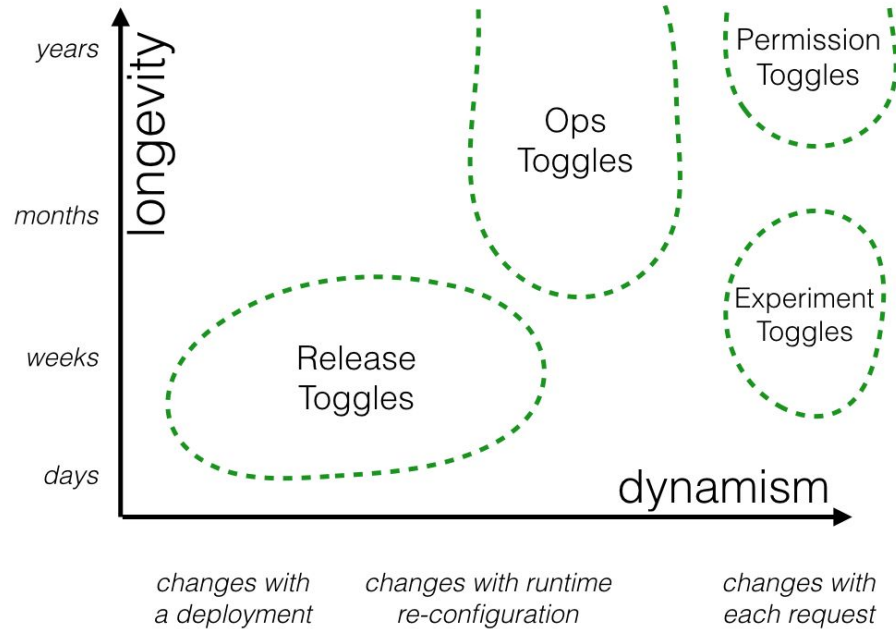 years
longevity
months
weeks
days
Permission
Toggles
Ops
Toggles
Experiment
Toggles
Release
Toggles
dynamism
changes with
a deployment
changes with runtime
re-configuration
changes with
each request